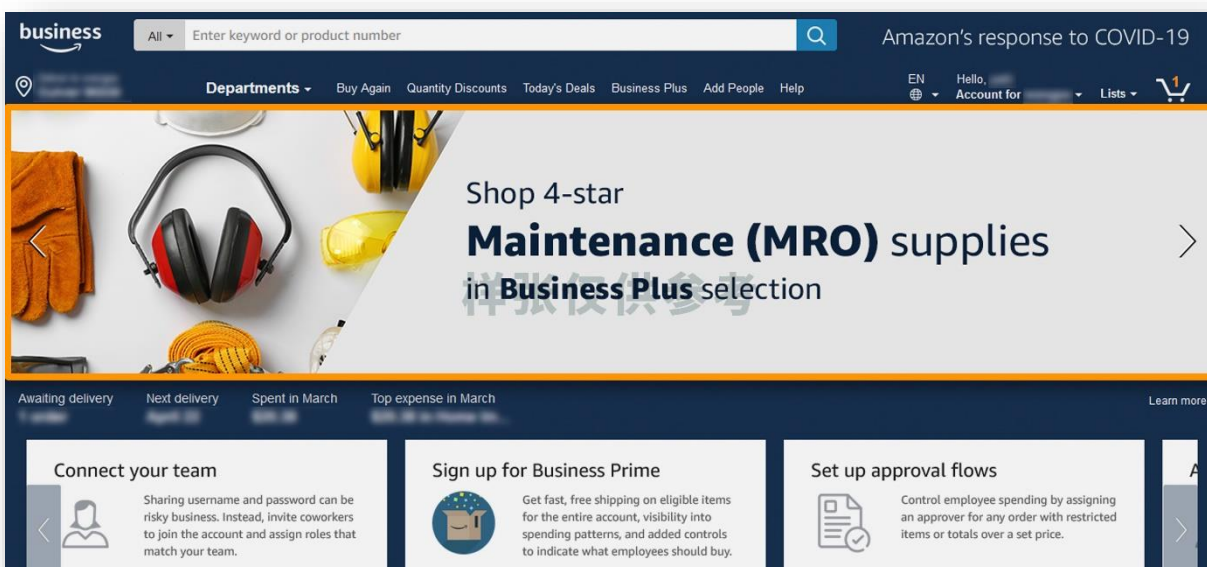 business
All
Enter keyword or product number
Amazon's response to COVID-19
Departments
Buy Again
Quantity Discounts
Today's Deals
Business Plus
Add People
Help
EN
Hello,
Account for
Lists
1
Shop 4-star
Maintenance (MRO) supplies
in Business Plus selection
样张仅供参考
Awaiting delivery
Next delivery
Spent in March
Top expense in March
Learn more
Connect your team
Sharing username and password can be
risky business. Instead, invite coworkers
to join the account and assign roles that
match your team.
Sign up for Business Prime
Get fast, free shipping on eligible items
for the entire account, visibility into
spending patterns, and added controls
to indicate what employees should buy.
Set up approval flows
Control employee spending by assigning
an approver for any order with restricted
items or totals over a set price.